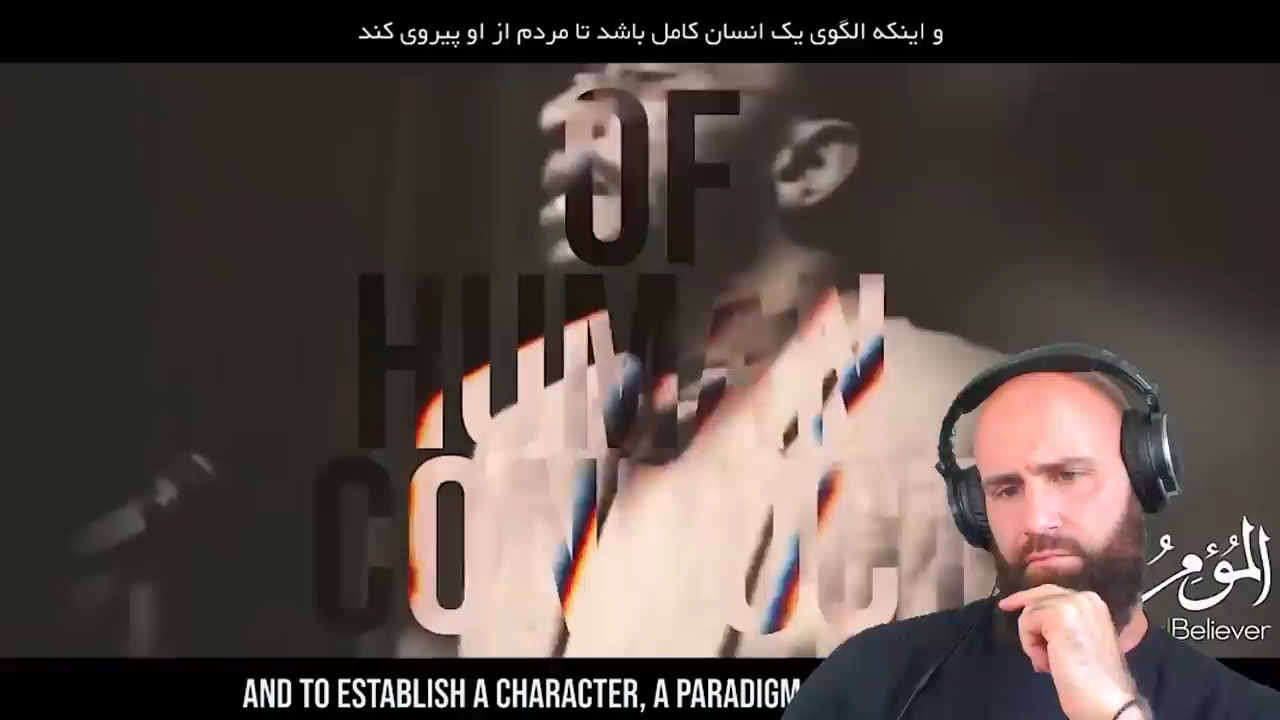 و اینکه الگوی یک انسان کامل باشد تا مردم از او پیروی کند
OF
HUMAN
المؤمن
Believer
AND TO ESTABLISH A CHARACTER, A PARADIGM